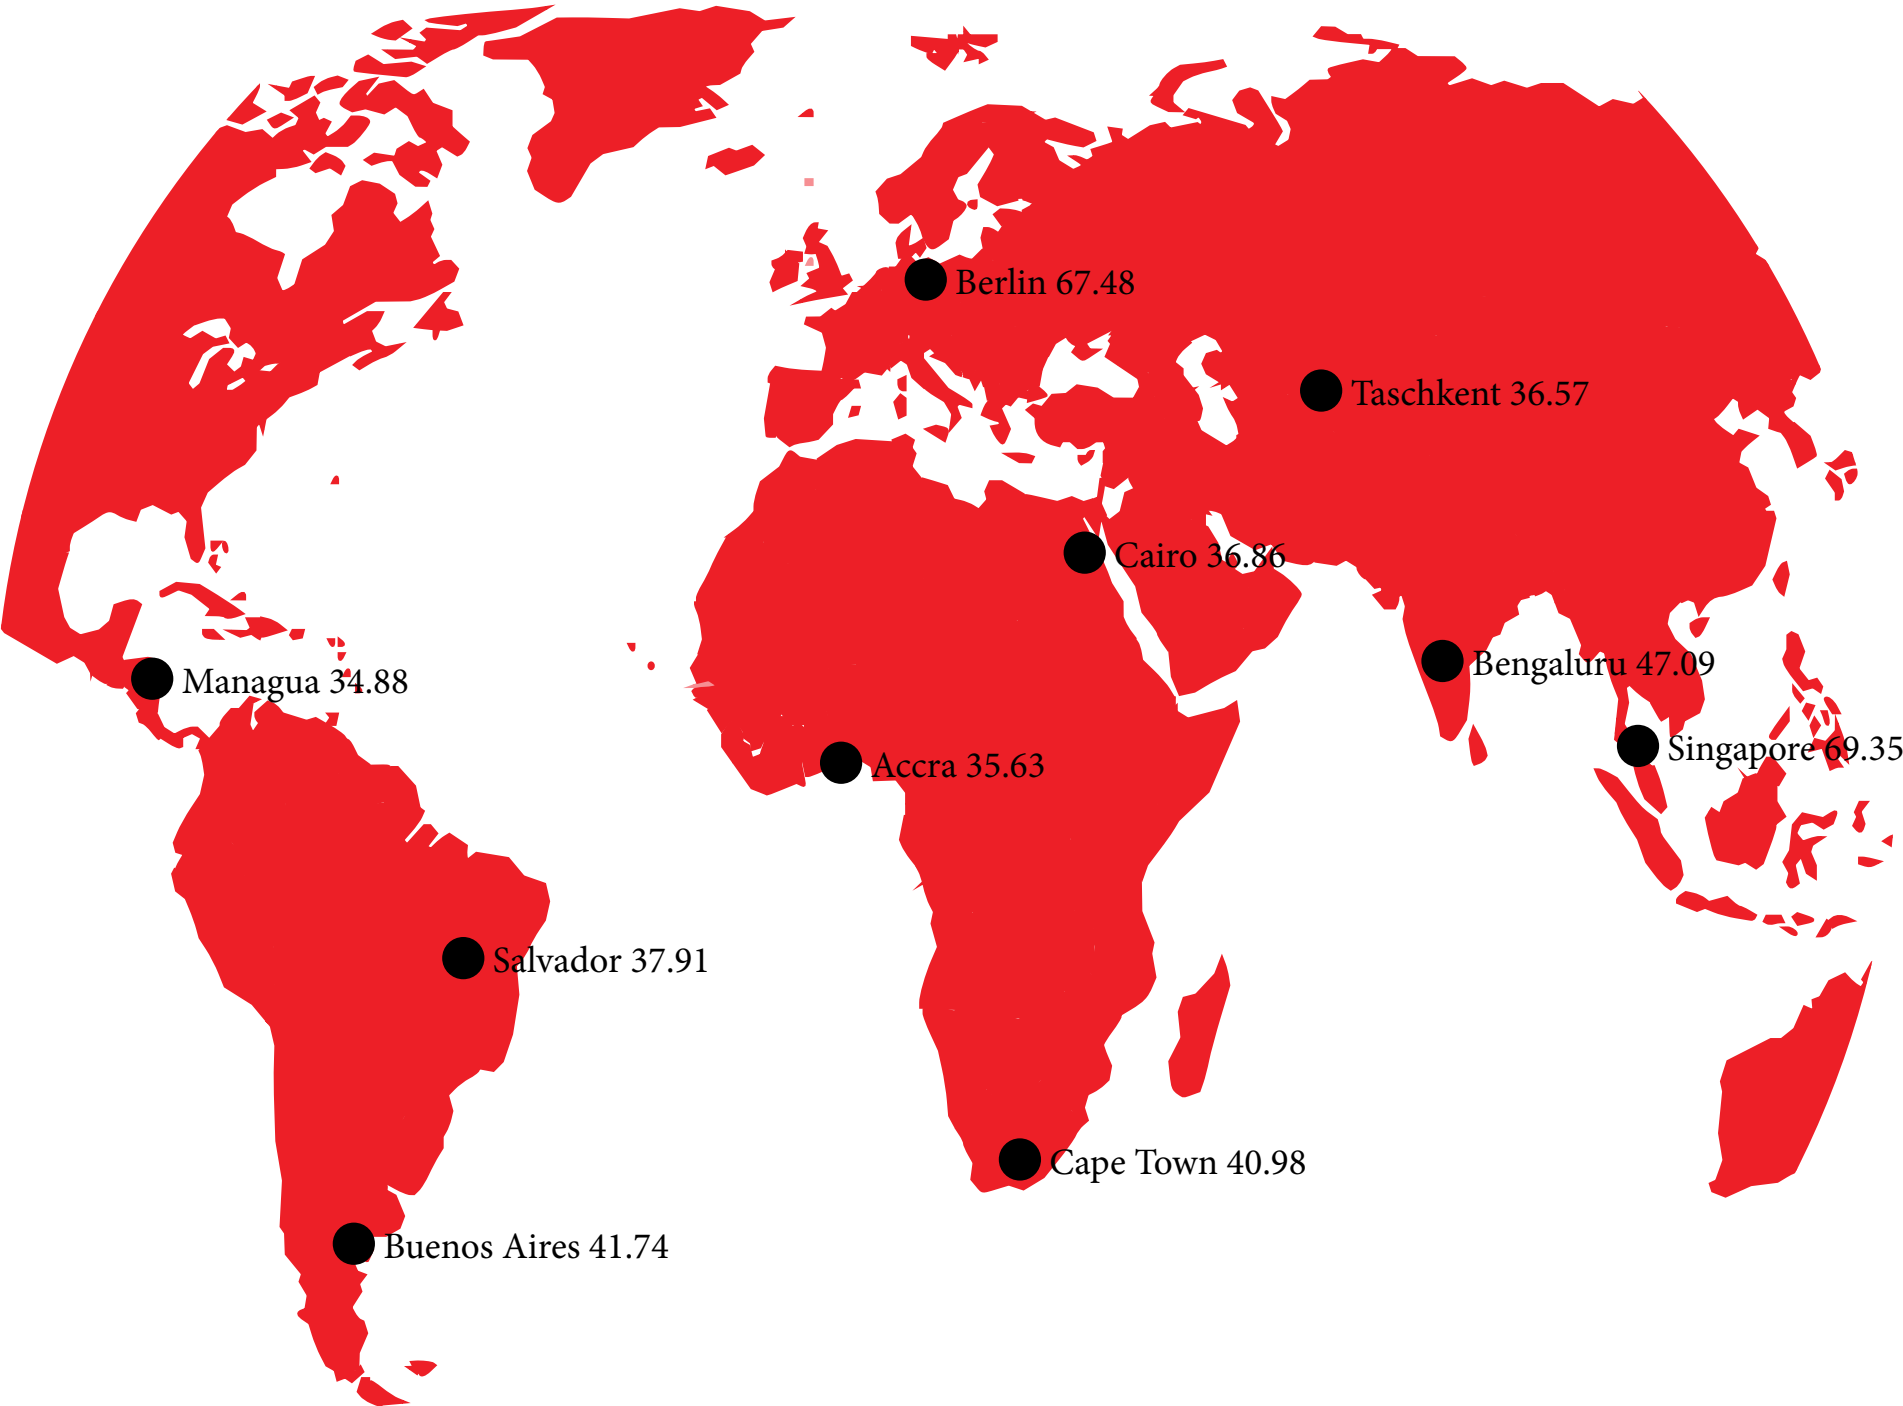 Berlin 67.48
Taschkent 36.57
Cairo 36.86
Managua 34.88
Bengaluru 47.09
Singapore 69.35
Accra 35.63
Salvador 37.91
Cape Town 40.98
Buenos Aires 41.74